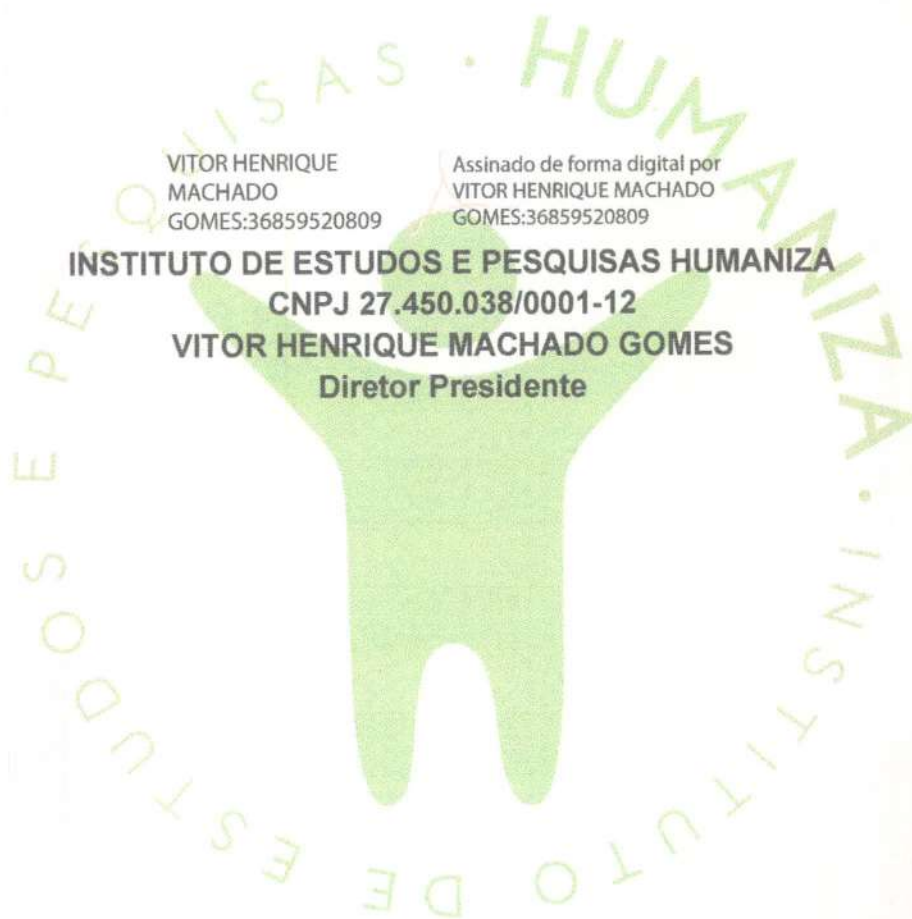 VITOR HENRIQUE
MACHADO
GOMES:36859520809
Assinado de forma digital por
VITOR HENRIQUE MACHADO
GOMES:36859520809
INSTITUTO DE ESTUDOS E PESQUISAS HUMANIZA
CNPJ 27.450.038/0001-12
VITOR HENRIQUE MACHADO GOMES
Diretor Presidente
INSTITUTO DE ESTUDOS E PESQUISAS · HUMANIZA ·